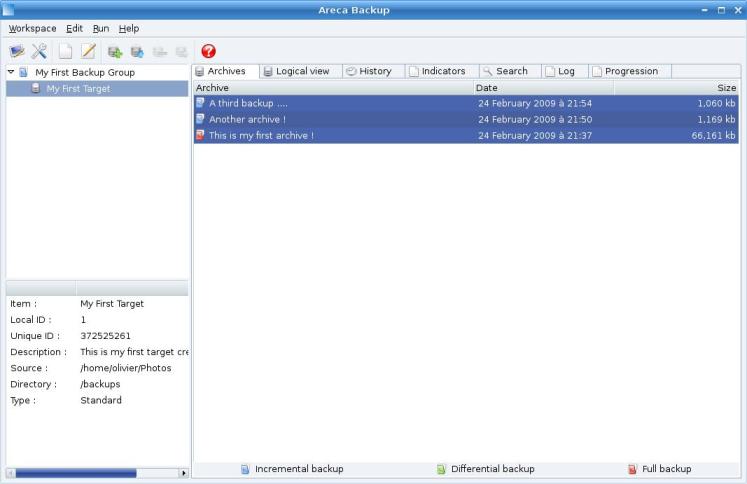 Areca Backup
Workspace Edit Run Help
My First Backup Group
My First Target
Archives Logical view History Indicators Search Log Progression
Archive Date Size
A third backup .... 24 February 2009 à 21:54 1,060 kb
Another archive ! 24 February 2009 à 21:50 1,169 kb
This is my first archive ! 24 February 2009 à 21:37 66,161 kb
Item : My First Target
Local ID : 1
Unique ID : 372525261
Description : This is my first target cre
Source : /home/olivier/Photos
Directory : /backups
Type : Standard
Incremental backup Differential backup Full backup